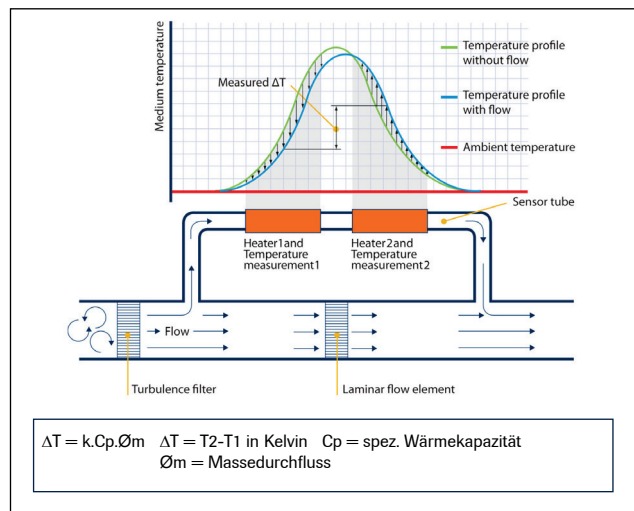 Medium temperature
Measured ΔT
Temperature profile
without flow
Temperature profile
with flow
Ambient temperature
Sensor tube
Heater1and
Temperature
measurement1
Heater2and
Temperature
measurement2
Flow
Turbulence filter
Laminar flow element
ΔT = k.Cp.Øm ΔT = T2-T1 in Kelvin Cp = spez. Wärmekapazität
Øm = Massedurchfluss